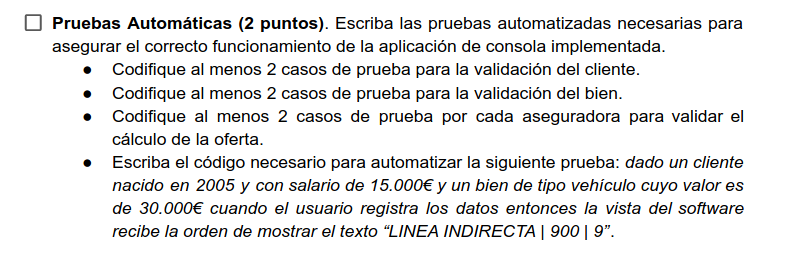 Pruebas Automáticas (2 puntos). Escriba las pruebas automatizadas necesarias para
asegurar el correcto funcionamiento de la aplicación de consola implementada.
● Codifique al menos 2 casos de prueba para la validación del cliente.
● Codifique al menos 2 casos de prueba para la validación del bien.
● Codifique al menos 2 casos de prueba por cada aseguradora para validar el
cálculo de la oferta.
● Escriba el código necesario para automatizar la siguiente prueba: dado un cliente
nacido en 2005 y con salario de 15.000€ y un bien de tipo vehículo cuyo valor es
de 30.000€ cuando el usuario registra los datos entonces la vista del software
recibe la orden de mostrar el texto “LINEA INDIRECTA | 900 | 9”.